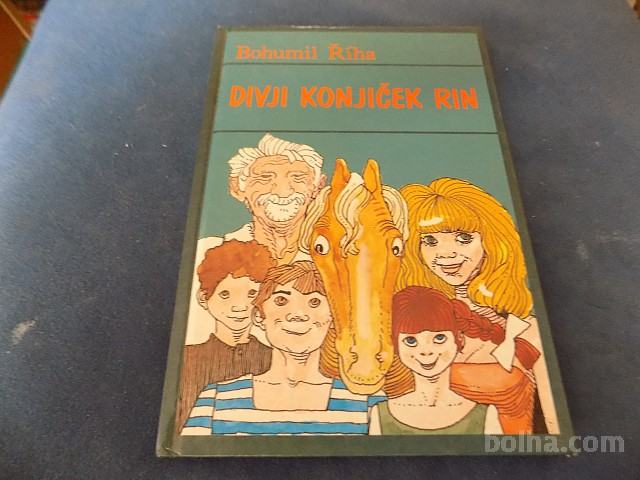 Bohumil Říha
DIVJI KONJIČEK RIN
bolha.com